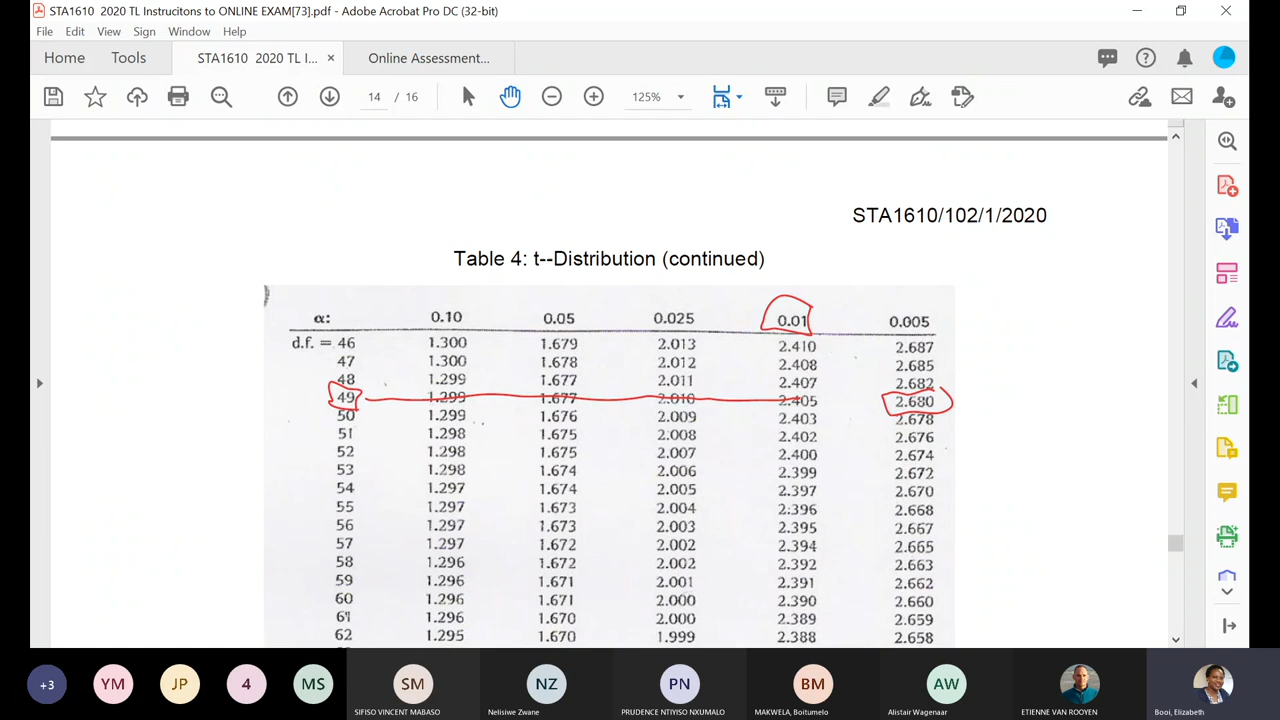 STA1610 2020 TL Instrucitons to ONLINE EXAM[73].pdf - Adobe Acrobat Pro DC (32-bit)
File Edit View Sign Window Help
Home Tools STA1610 2020 TL I... × Online Assessment...
14 / 16 125%
STA1610/102/1/2020
Table 4: t--Distribution (continued)
α: 0.10 0.05 0.025 0.01 0.005
d.f. = 46 1.300 1.679 2.013 2.410 2.687
47 1.300 1.678 2.012 2.408 2.685
48 1.299 1.677 2.011 2.407 2.682
49 1.299 1.677 2.010 2.405 2.680
50 1.299 1.676 2.009 2.403 2.678
51 1.298 1.675 2.008 2.402 2.676
52 1.298 1.675 2.007 2.400 2.674
53 1.298 1.674 2.006 2.399 2.672
54 1.297 1.674 2.005 2.397 2.670
55 1.297 1.673 2.004 2.396 2.668
56 1.297 1.673 2.003 2.395 2.667
57 1.297 1.672 2.002 2.394 2.665
58 1.296 1.672 2.002 2.392 2.663
59 1.296 1.671 2.001 2.391 2.662
60 1.296 1.671 2.000 2.390 2.660
61 1.296 1.670 2.000 2.389 2.659
62 1.295 1.670 1.999 2.388 2.658
+3 YM JP 4 MS SM NZ PN BM AW
SIFISO VINCENT MABASO Nelisiwe Zwane PRUDENCE NTIYISO NXUMALO MAKWELA, Boitumelo Alistair Wagenaar ETIENNE VAN ROOYEN Booi, Elizabeth